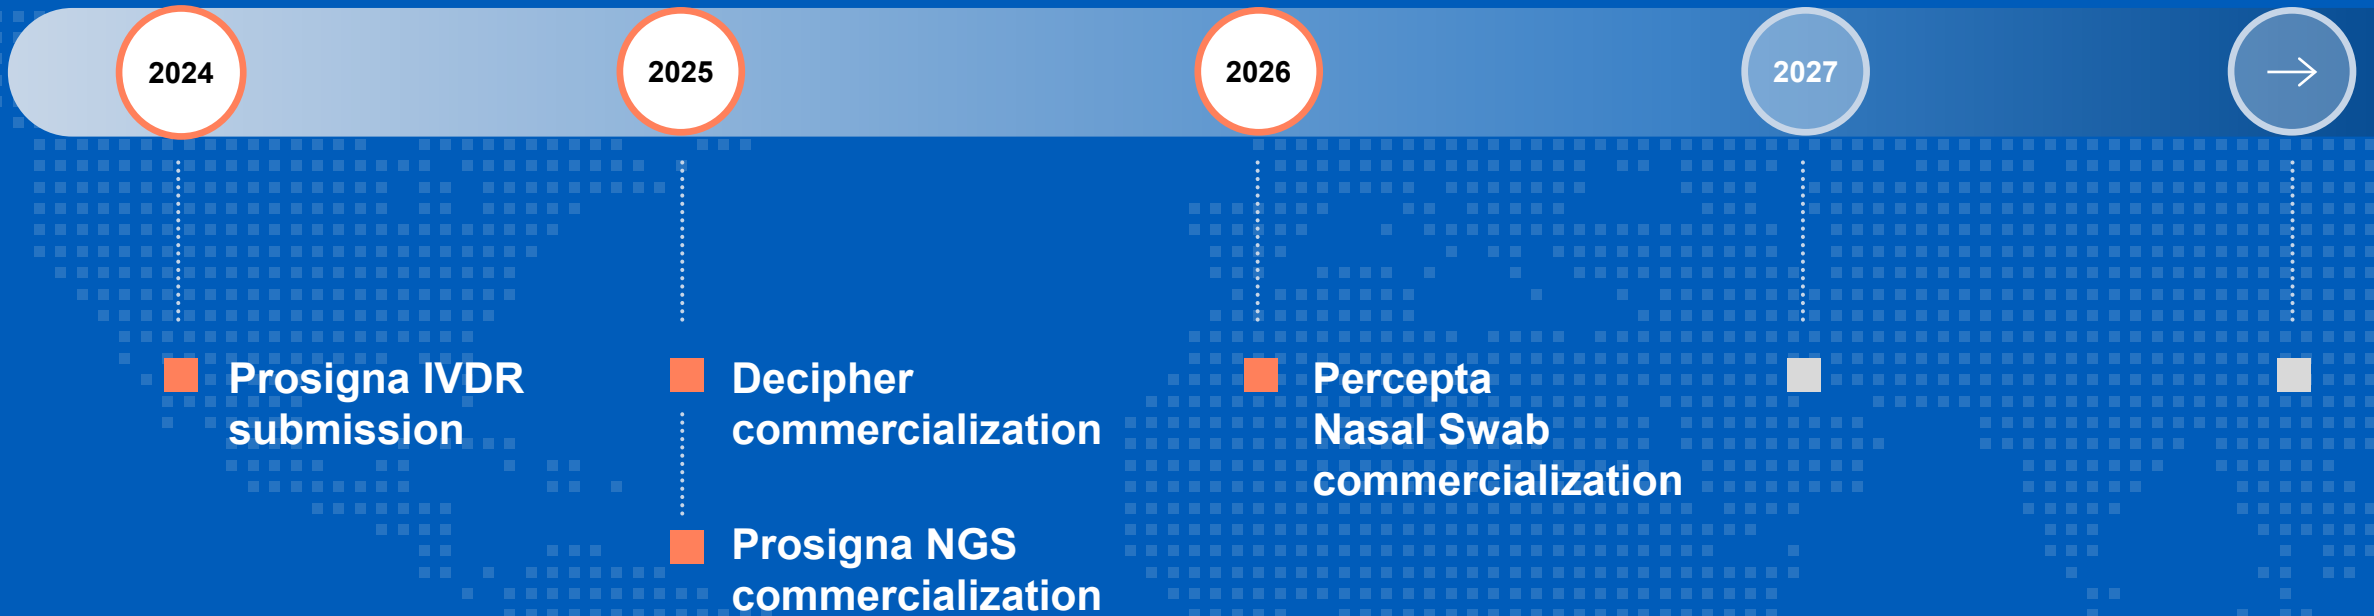 2024
2025
2026
2027
Prosigna IVDR
submission
Decipher
commercialization
Prosigna NGS
commercialization
Percepta
Nasal Swab
commercialization